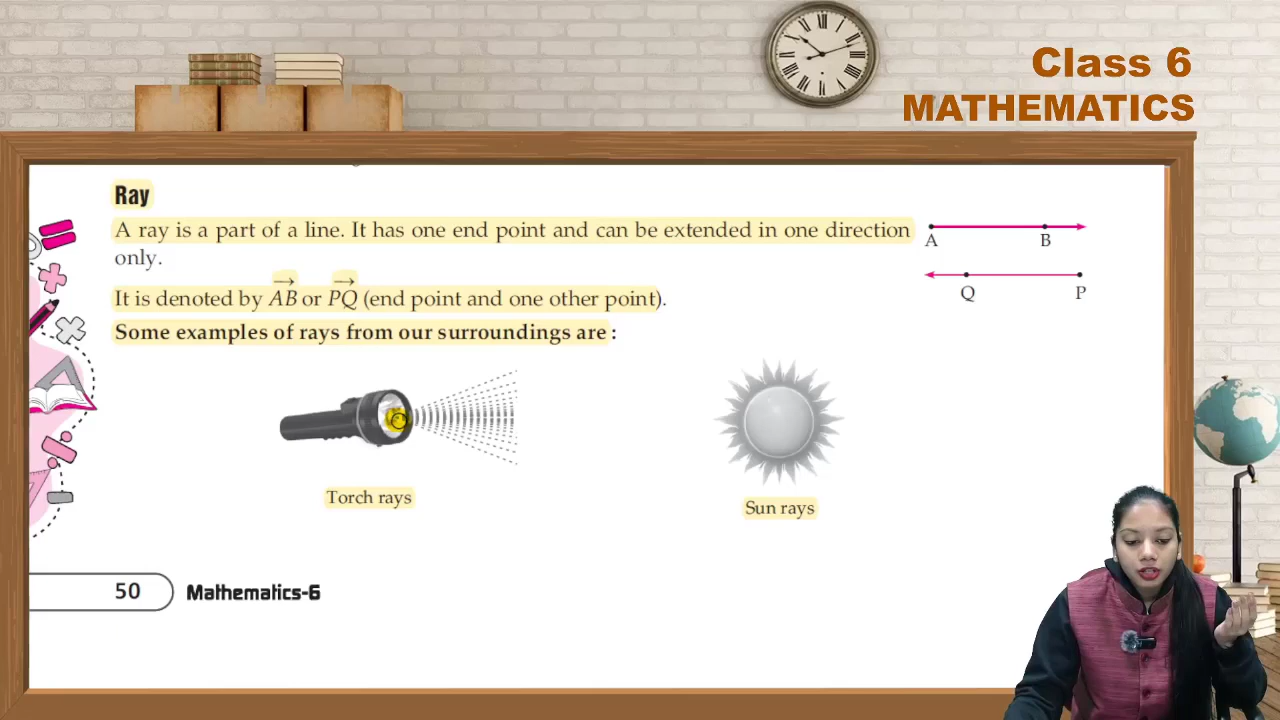 Class 6
MATHEMATICS
Ray
A ray is a part of a line. It has one end point and can be extended in one direction
only.
A B
It is denoted by AB or PQ (end point and one other point).
Q P
Some examples of rays from our surroundings are :
Torch rays
Sun rays
50 Mathematics-6